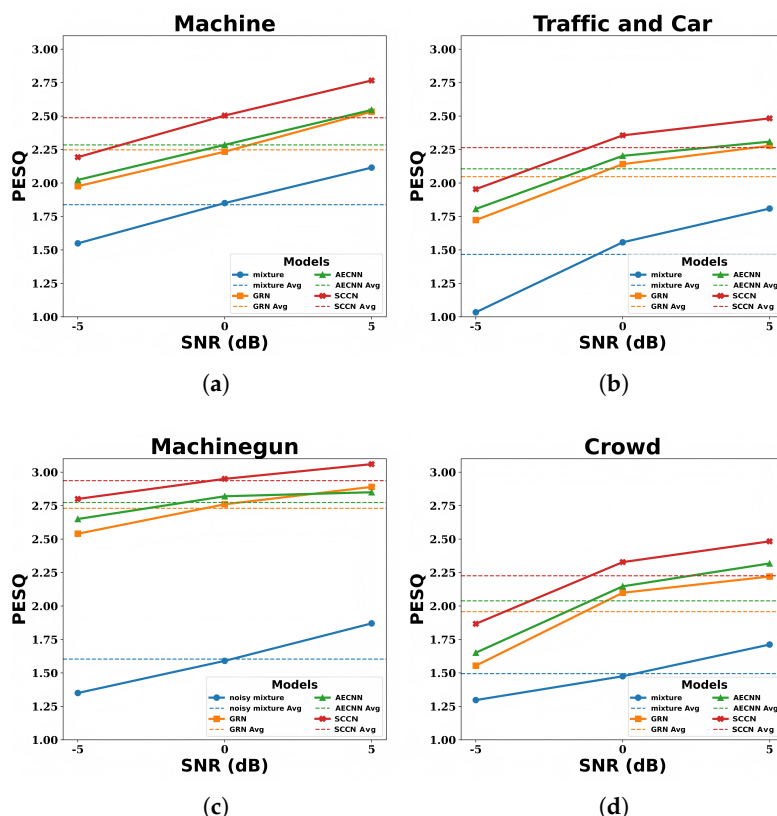 Machine
PESQ
3.00
2.75
2.50
2.25
2.00
1.75
1.50
1.25
1.00
-5
0
5
SNR (dB)
Models
mixture
mixture Avg
GRN
GRN Avg
AECNN
AECNN Avg
SCCN
SCCN Avg
(a)
Traffic and Car
PESQ
3.00
2.75
2.50
2.25
2.00
1.75
1.50
1.25
1.00
-5
0
5
SNR (dB)
Models
mixture
mixture Avg
GRN
GRN Avg
AECNN
AECNN Avg
SCCN
SCCN Avg
(b)
Machinegun
PESQ
3.00
2.75
2.50
2.25
2.00
1.75
1.50
1.25
1.00
-5
0
5
SNR (dB)
Models
noisy mixture
noisy mixture Avg
GRN
GRN Avg
AECNN
AECNN Avg
SCCN
SCCN Avg
(c)
Crowd
PESQ
3.00
2.75
2.50
2.25
2.00
1.75
1.50
1.25
1.00
-5
0
5
SNR (dB)
Models
mixture
mixture Avg
GRN
GRN Avg
AECNN
AECNN Avg
SCCN
SCCN Avg
(d)